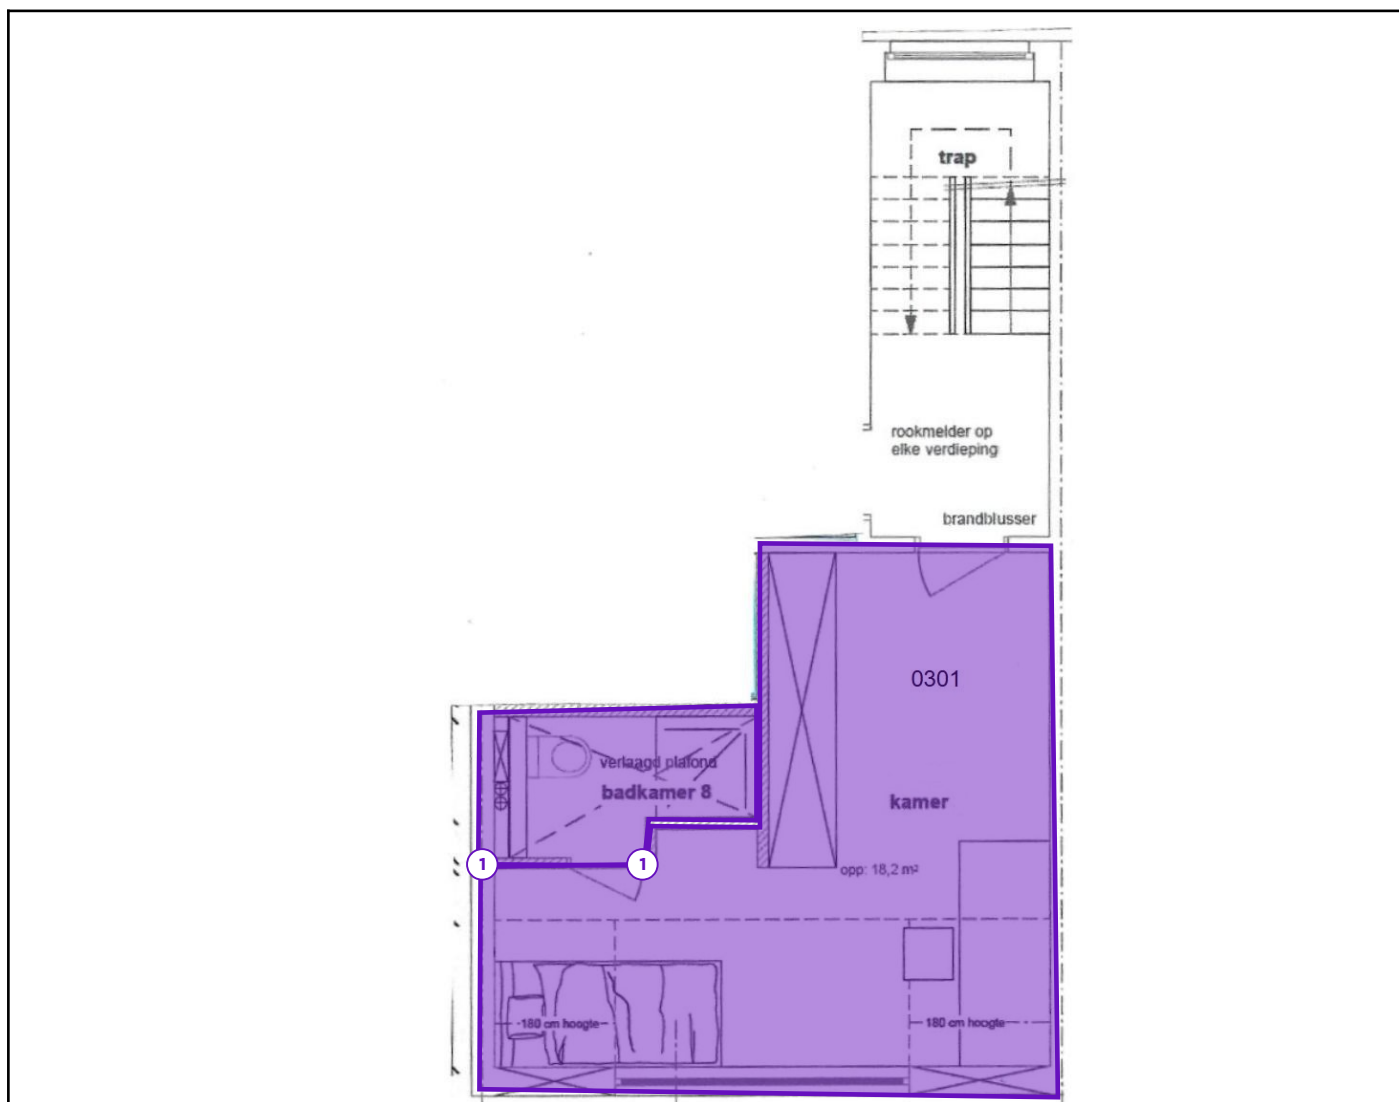 trap
rookmelder op
elke verdieping
brandblusser
0301
verlaagd plafond
badkamer 8
kamer
1
1
opp: 18,2 m²
180 cm hoogte
180 cm hoogte